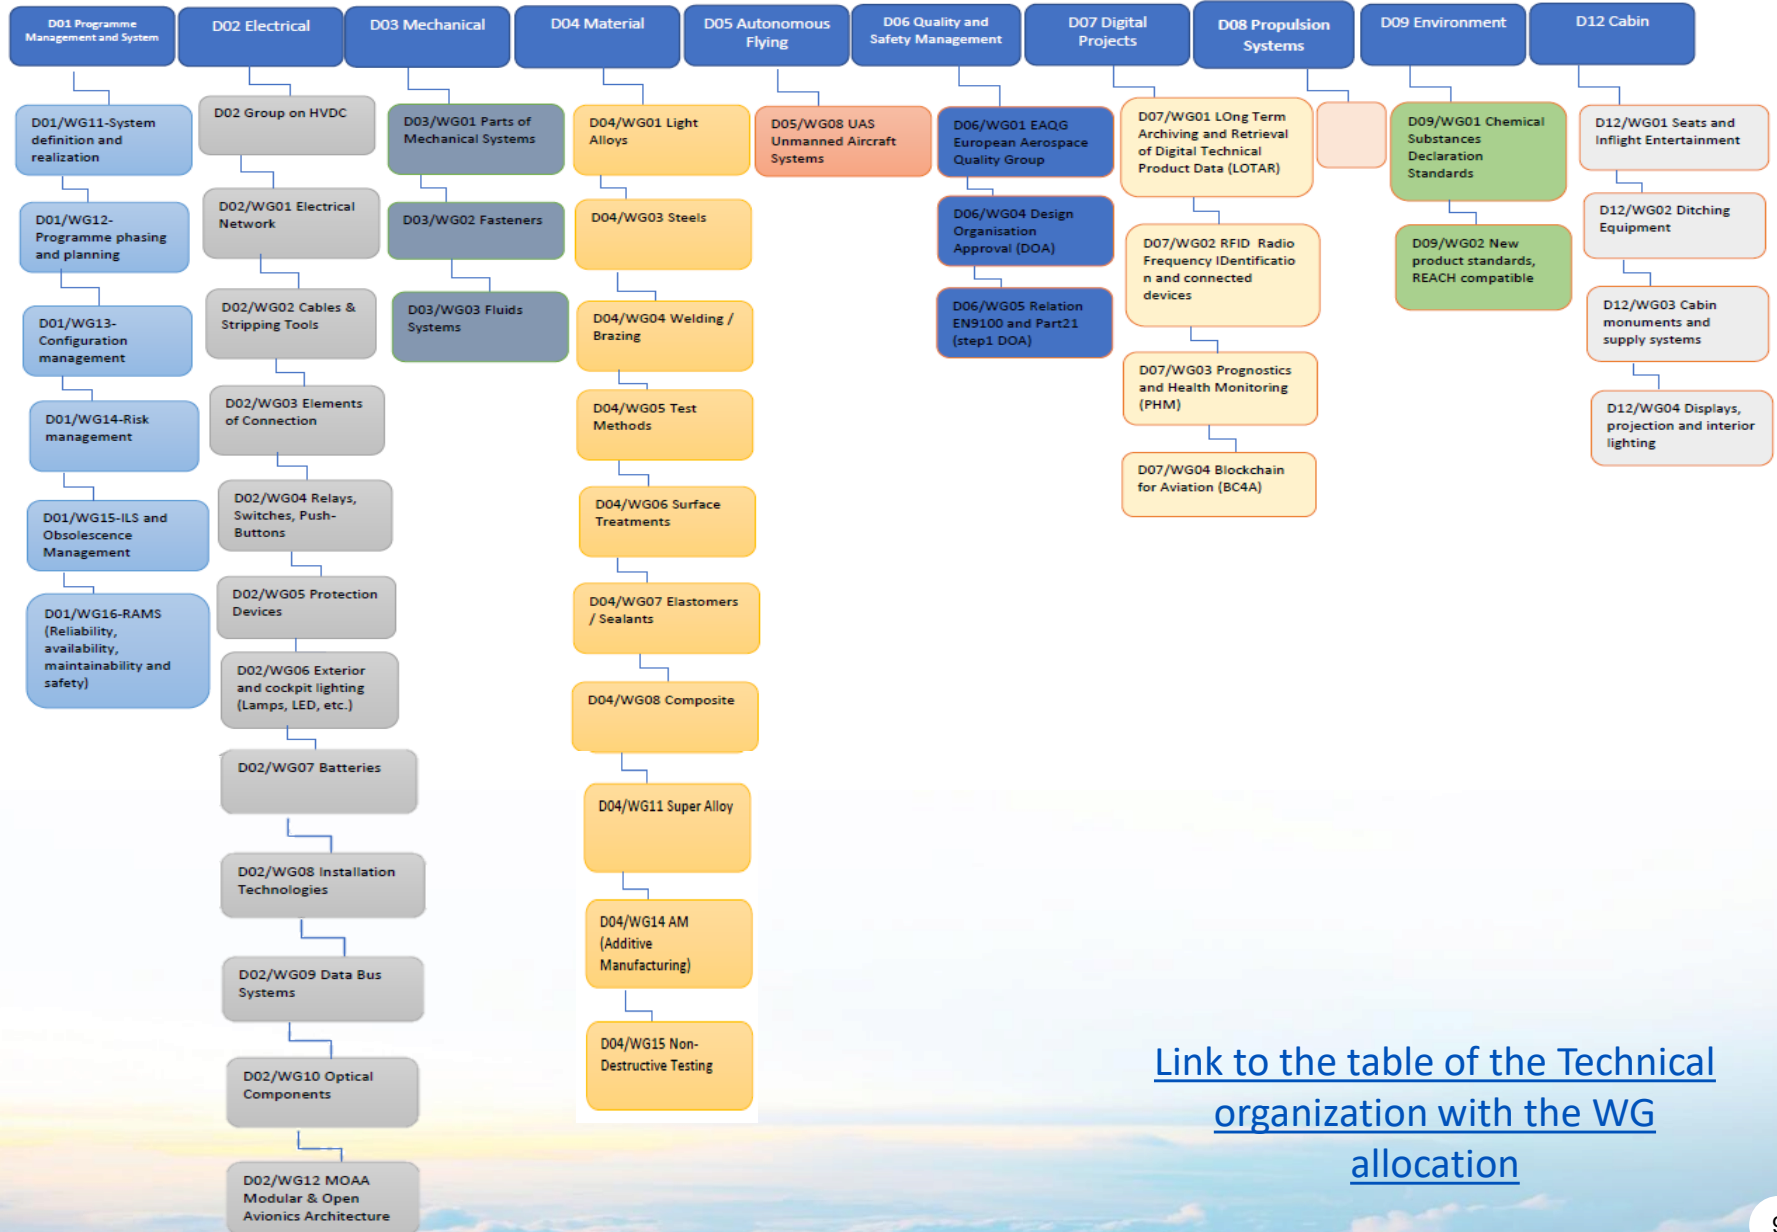 D01 Programme
Management and System
D02 Electrical
D03 Mechanical
D04 Material
D05 Autonomous
Flying
D06 Quality and
Safety Management
D07 Digital
Projects
D08 Propulsion
Systems
D09 Environment
D12 Cabin
D01/WG11-System
definition and
realization
D01/WG12-
Programme phasing
and planning
D01/WG13-
Configuration
management
D01/WG14-Risk
management
D01/WG15-ILS and
Obsolescence
Management
D01/WG16-RAMS
(Reliability,
availability,
maintainability and
safety)
D02 Group on HVDC
D02/WG01 Electrical
Network
D02/WG02 Cables &
Stripping Tools
D02/WG03 Elements
of Connection
D02/WG04 Relays,
Switches, Push-
Buttons
D02/WG05 Protection
Devices
D02/WG06 Exterior
and cockpit lighting
(Lamps, LED, etc.)
D02/WG07 Batteries
D02/WG08 Installation
Technologies
D02/WG09 Data Bus
Systems
D02/WG10 Optical
Components
D02/WG12 MOAA
Modular & Open
Avionics Architecture
D03/WG01 Parts of
Mechanical Systems
D03/WG02 Fasteners
D03/WG03 Fluids
Systems
D04/WG01 Light
Alloys
D04/WG03 Steels
D04/WG04 Welding /
Brazing
D04/WG05 Test
Methods
D04/WG06 Surface
Treatments
D04/WG07 Elastomers
/ Sealants
D04/WG08 Composite
D04/WG11 Super Alloy
D04/WG14 AM
(Additive
Manufacturing)
D04/WG15 Non-
Destructive Testing
D05/WG08 UAS
Unmanned Aircraft
Systems
D06/WG01 EAQG
European Aerospace
Quality Group
D06/WG04 Design
Organisation
Approval (DOA)
D06/WG05 Relation
EN9100 and Part21
(step1 DOA)
D07/WG01 LOng Term
Archiving and Retrieval
of Digital Technical
Product Data (LOTAR)
D07/WG02 RFID Radio
Frequency IDentificatio
n and connected
devices
D07/WG03 Prognostics
and Health Monitoring
(PHM)
D07/WG04 Blockchain
for Aviation (BC4A)
D09/WG01 Chemical
Substances
Declaration
Standards
D09/WG02 New
product standards,
REACH compatible
D12/WG01 Seats and
Inflight Entertainment
D12/WG02 Ditching
Equipment
D12/WG03 Cabin
monuments and
supply systems
D12/WG04 Displays,
projection and interior
lighting
Link to the table of the Technical
organization with the WG
allocation
9